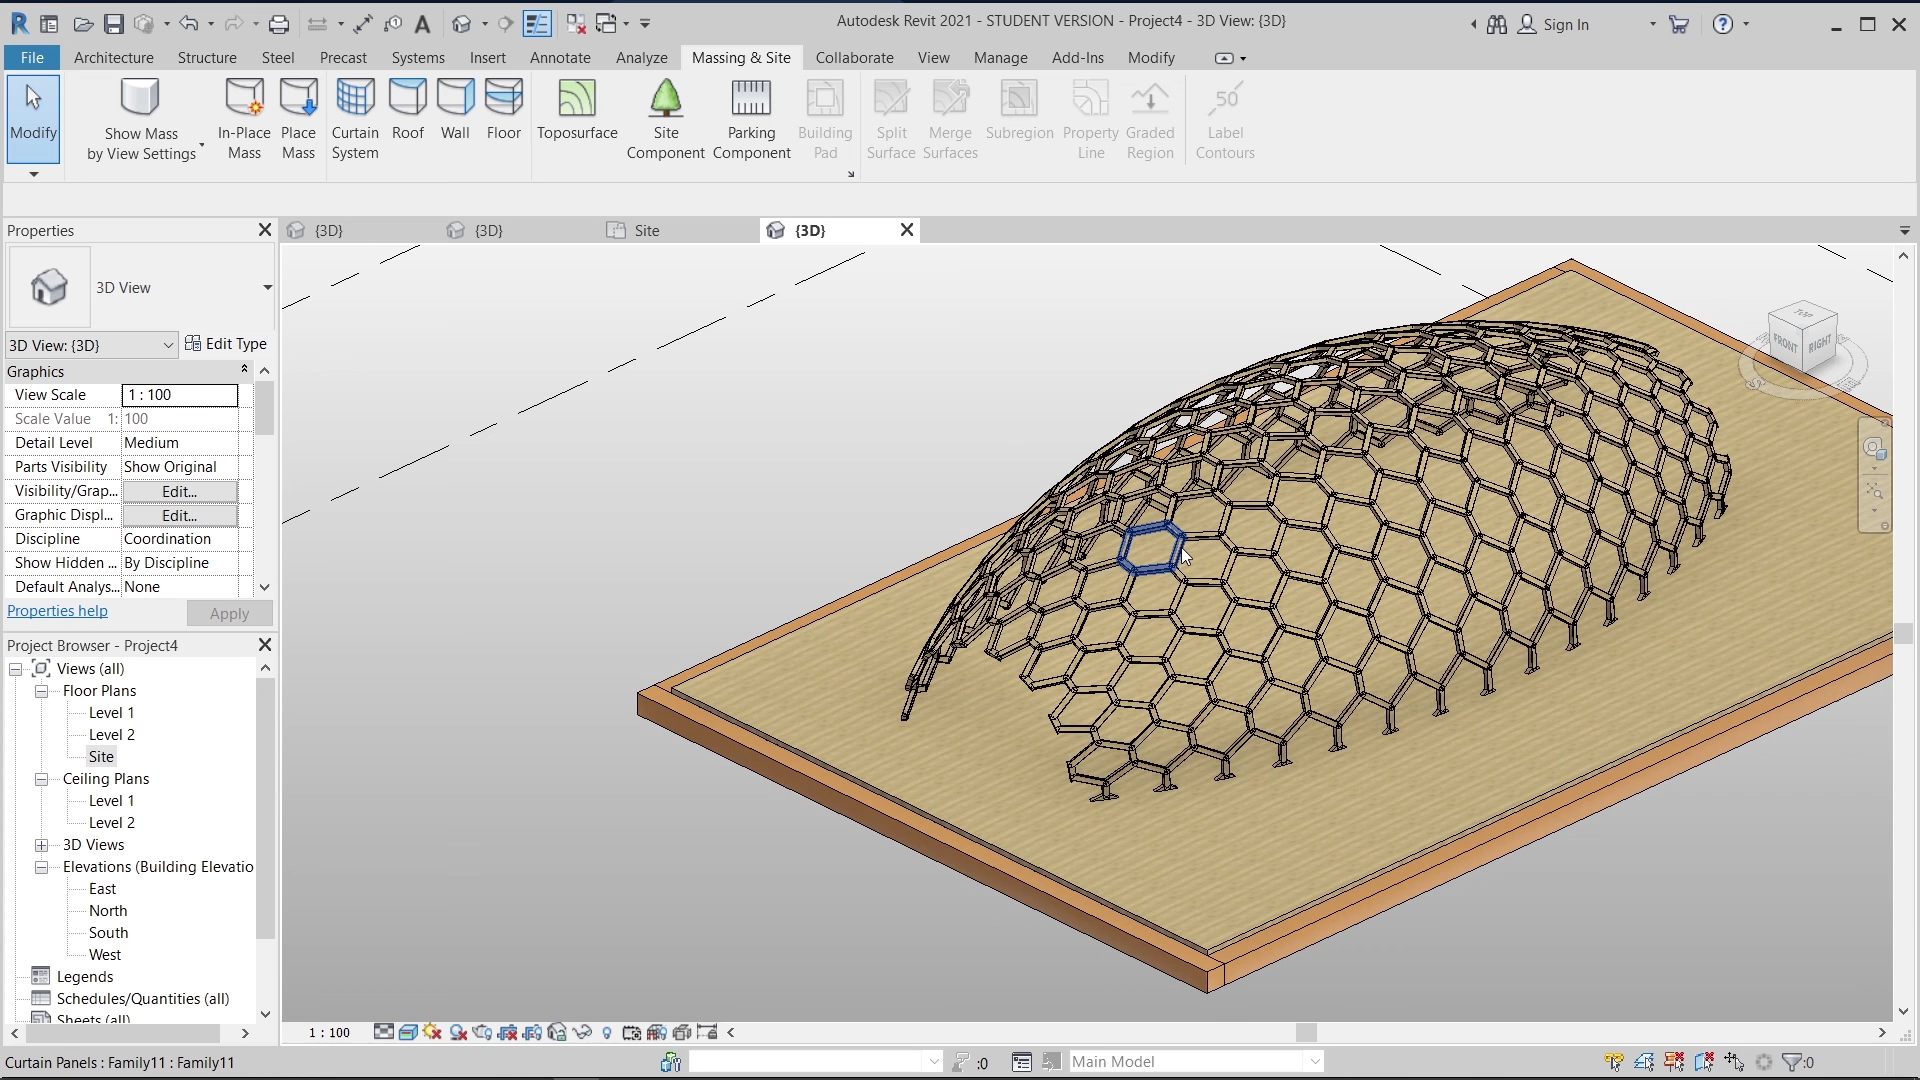 Autodesk Revit 2021 - STUDENT VERSION - Project4 - 3D View: {3D}
Sign In
File Architecture Structure Steel Precast Systems Insert Annotate Analyze Massing & Site Collaborate View Manage Add-Ins Modify
Modify
Show Mass
by View Settings
In-Place
Mass
Place
Mass
Curtain
System
Roof
Wall
Floor
Toposurface
Site
Component
Parking
Component
Building
Pad
Split
Surface
Merge
Surfaces
Subregion
Property
Line
Graded
Region
50
Label
Contours
Properties
{3D}
{3D}
Site
{3D}
3D View
3D View: {3D}
Edit Type
Graphics
View Scale 1 : 100
Scale Value 1: 100
Detail Level Medium
Parts Visibility Show Original
Visibility/Grap... Edit...
Graphic Displ... Edit...
Discipline Coordination
Show Hidden ... By Discipline
Default Analys... None
Properties help
Apply
Project Browser - Project4
Views (all)
Floor Plans
Level 1
Level 2
Site
Ceiling Plans
Level 1
Level 2
3D Views
Elevations (Building Elevatio
East
North
South
West
Legends
Schedules/Quantities (all)
Sheets (all)
TOP
FRONT
RIGHT
S
1 : 100
Curtain Panels : Family11 : Family11
:0
Main Model
:0